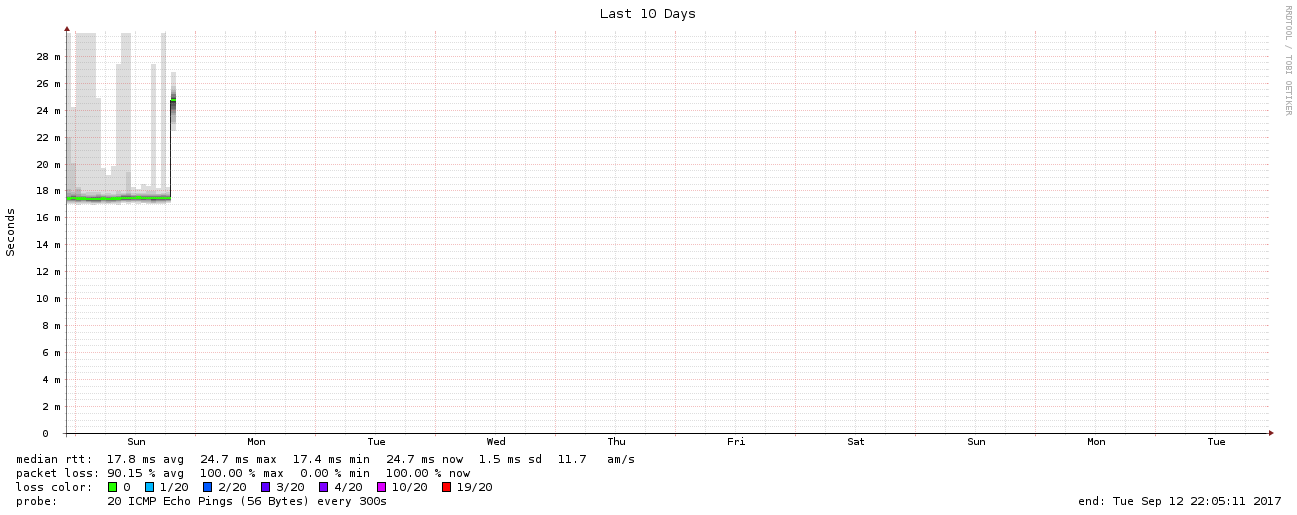 Last 10 Days
RRDTOOL / TOBI OETIKER
Seconds
28 m
26 m
24 m
22 m
20 m
18 m
16 m
14 m
12 m
10 m
8 m
6 m
4 m
2 m
0
Sun Mon Tue Wed Thu Fri Sat Sun Mon Tue
median rtt: 17.8 ms avg 24.7 ms max 17.4 ms min 24.7 ms now 1.5 ms sd 11.7 am/s
packet loss: 90.15 % avg 100.00 % max 0.00 % min 100.00 % now
loss color: 0 1/20 2/20 3/20 4/20 10/20 19/20
probe: 20 ICMP Echo Pings (56 Bytes) every 300s end: Tue Sep 12 22:05:11 2017